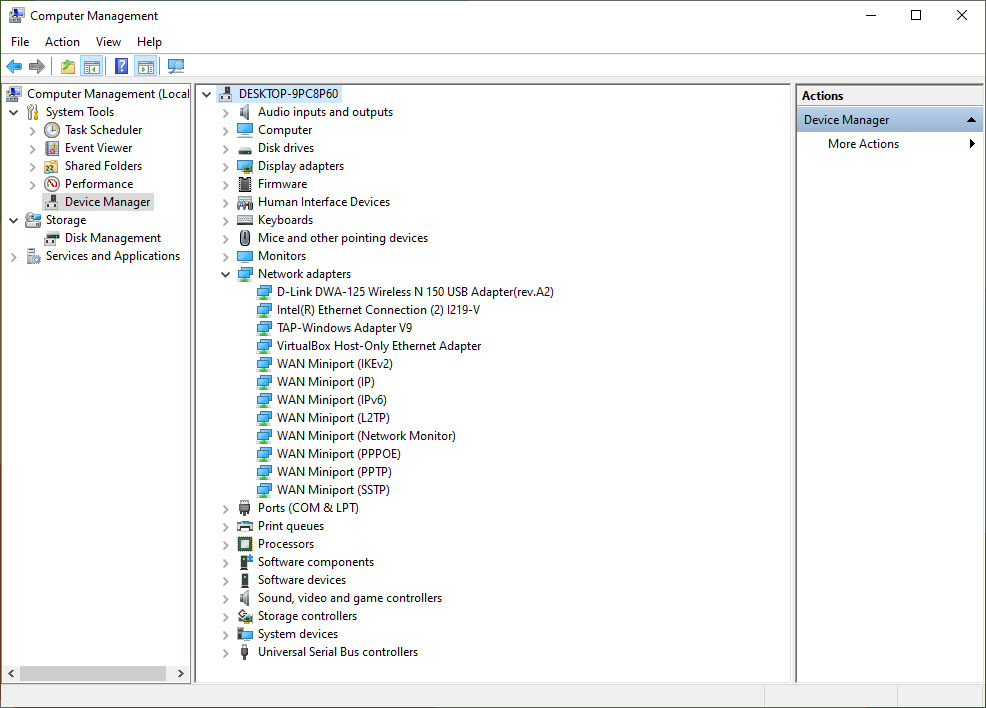 Computer Management
File Action View Help
Computer Management (Local
System Tools
Task Scheduler
Event Viewer
Shared Folders
Performance
Device Manager
Storage
Disk Management
Services and Applications
DESKTOP-9PC8P60
Audio inputs and outputs
Computer
Disk drives
Display adapters
Firmware
Human Interface Devices
Keyboards
Mice and other pointing devices
Monitors
Network adapters
D-Link DWA-125 Wireless N 150 USB Adapter(rev.A2)
Intel(R) Ethernet Connection (2) I219-V
TAP-Windows Adapter V9
VirtualBox Host-Only Ethernet Adapter
WAN Miniport (IKEv2)
WAN Miniport (IP)
WAN Miniport (IPv6)
WAN Miniport (L2TP)
WAN Miniport (Network Monitor)
WAN Miniport (PPPOE)
WAN Miniport (PPTP)
WAN Miniport (SSTP)
Ports (COM & LPT)
Print queues
Processors
Software components
Software devices
Sound, video and game controllers
Storage controllers
System devices
Universal Serial Bus controllers
Actions
Device Manager
More Actions